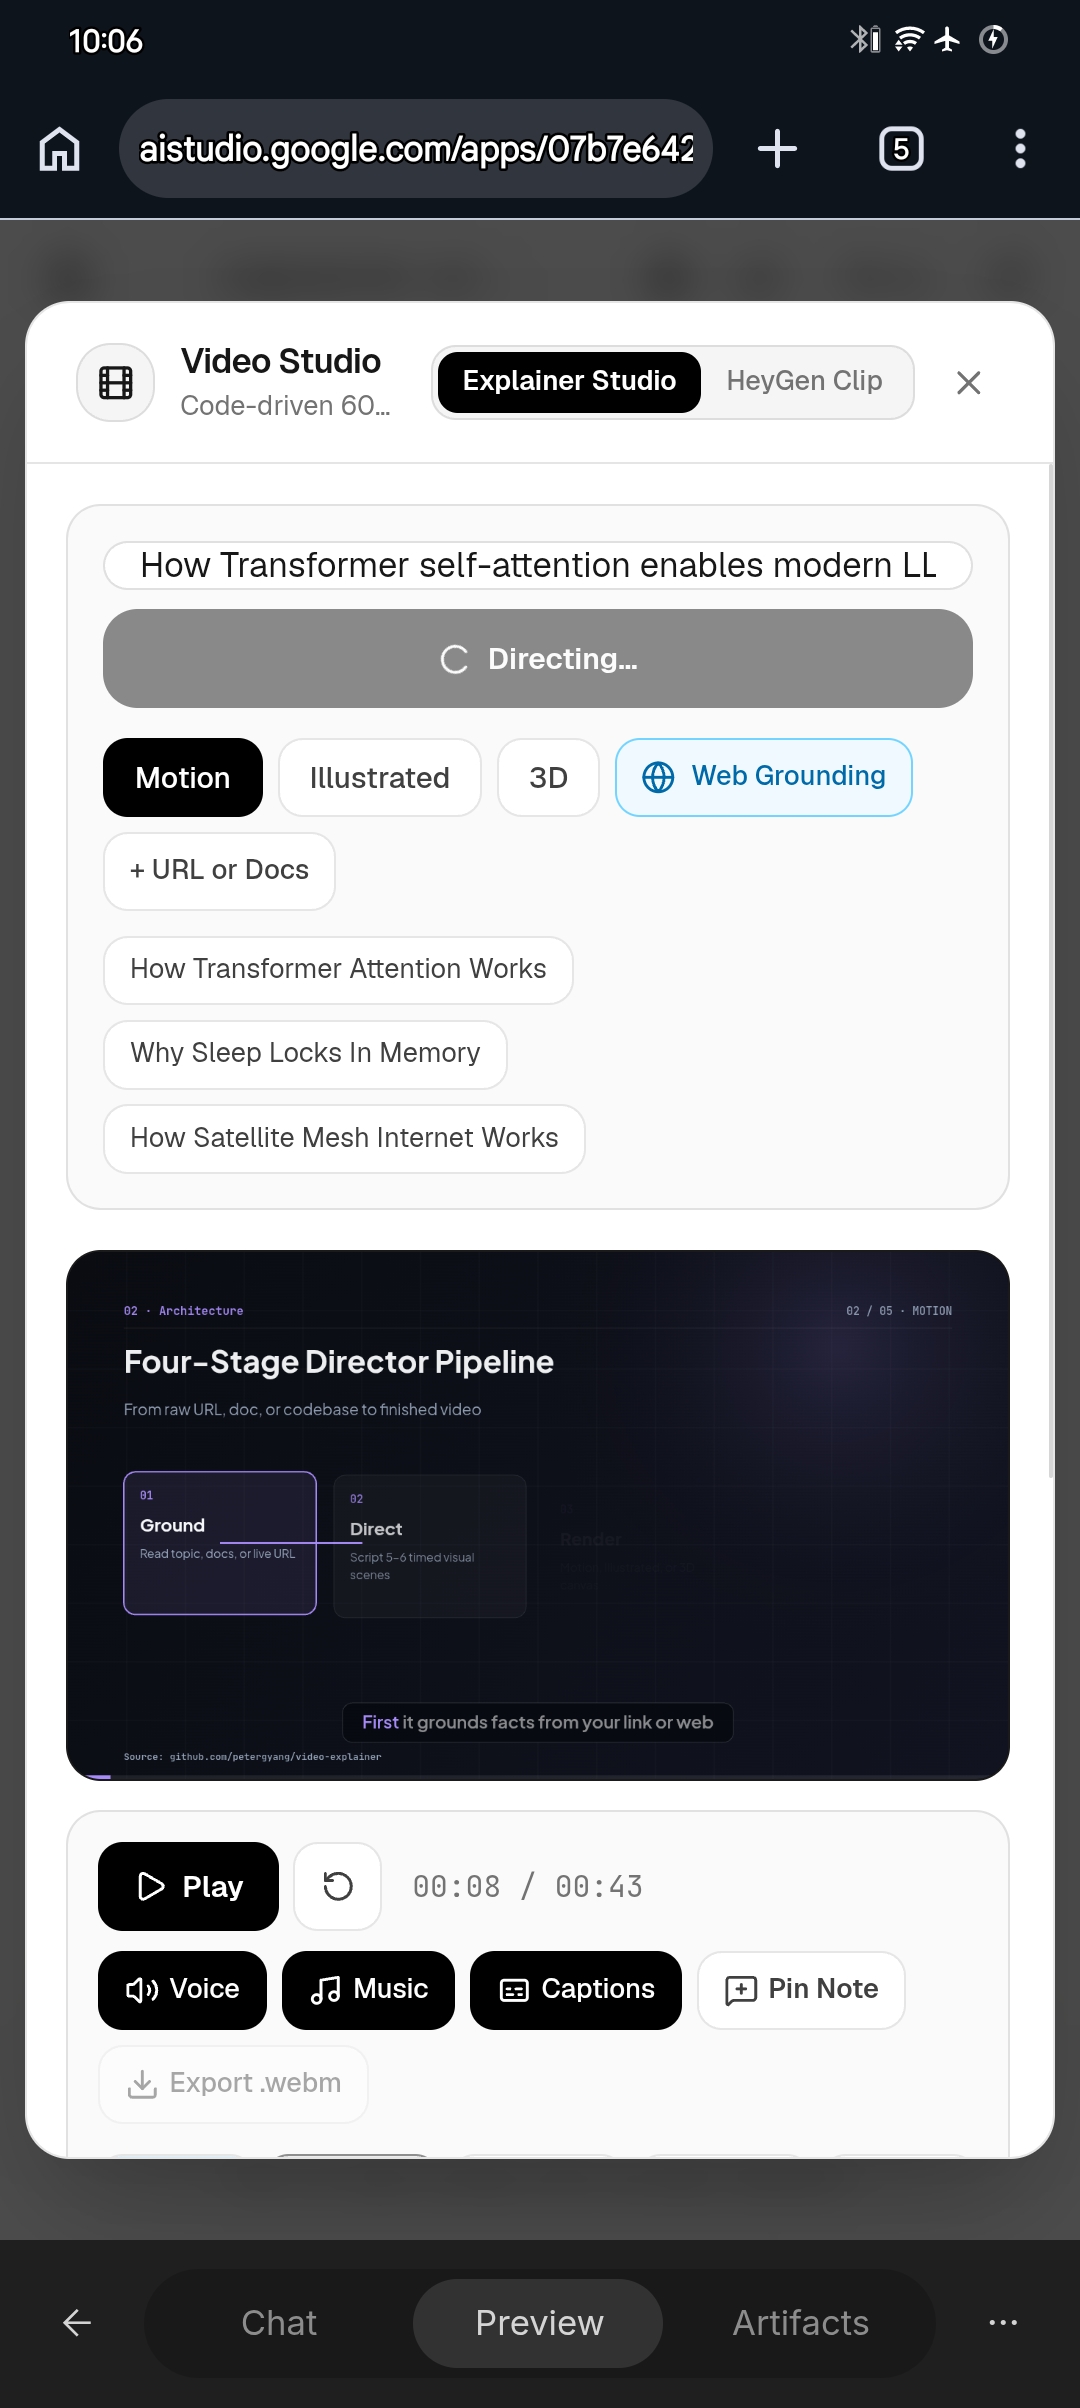 10:06
aistudio.google.com/apps/07b7e642
5
Video Studio
Code-driven 60...
Explainer Studio
HeyGen Clip
How Transformer self-attention enables modern LL
Directing...
Motion
Illustrated
3D
Web Grounding
+ URL or Docs
How Transformer Attention Works
Why Sleep Locks In Memory
How Satellite Mesh Internet Works
02 · Architecture
02 / 05 · MOTION
Four-Stage Director Pipeline
From raw URL, doc, or codebase to finished video
01
Ground
Read topic, docs, or live URL
02
Direct
Script 5-6 timed visual
scenes
Render
First it grounds facts from your link or web
Source: github.com/petergyang/video-explainer
Play
00:08 / 00:43
Voice
Music
Captions
Pin Note
Export .webm
Chat
Preview
Artifacts